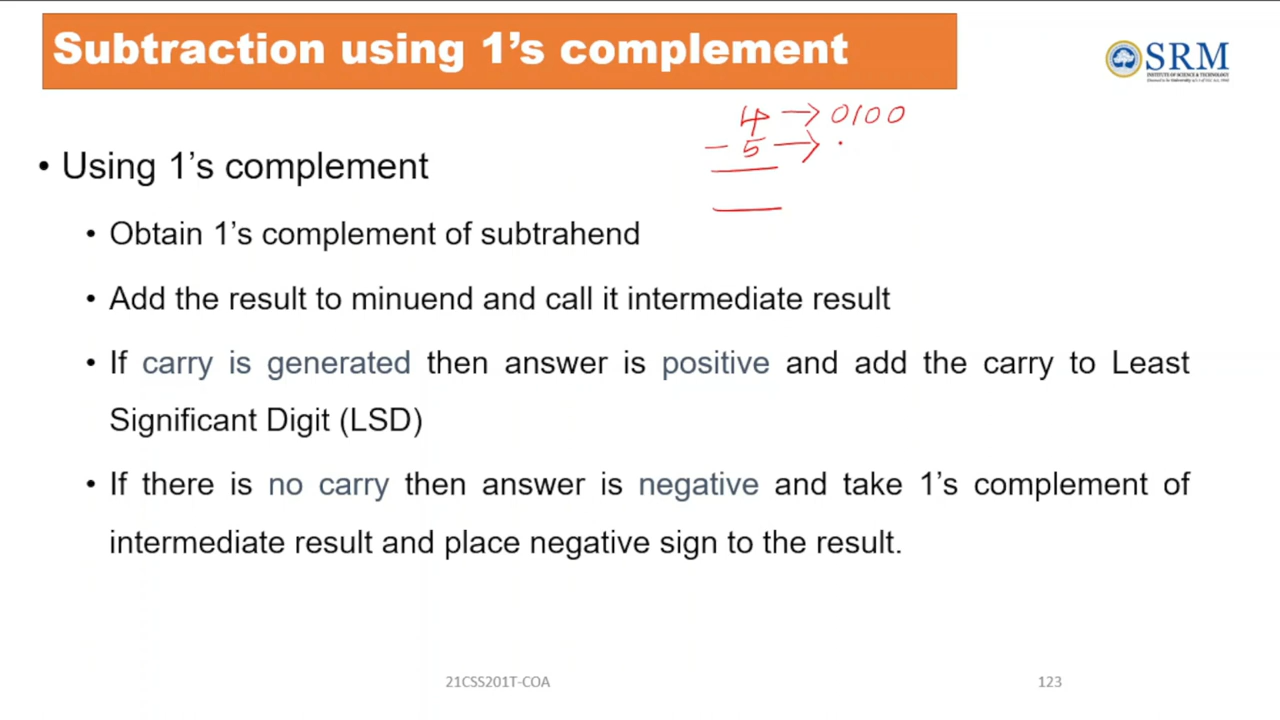 Subtraction using 1's complement
SRM
INSTITUTE OF SCIENCE & TECHNOLOGY
4 → 0100
- 5 →
• Using 1's complement
• Obtain 1's complement of subtrahend
• Add the result to minuend and call it intermediate result
• If carry is generated then answer is positive and add the carry to Least
Significant Digit (LSD)
• If there is no carry then answer is negative and take 1's complement of
intermediate result and place negative sign to the result.
21CSS201T-COA
123